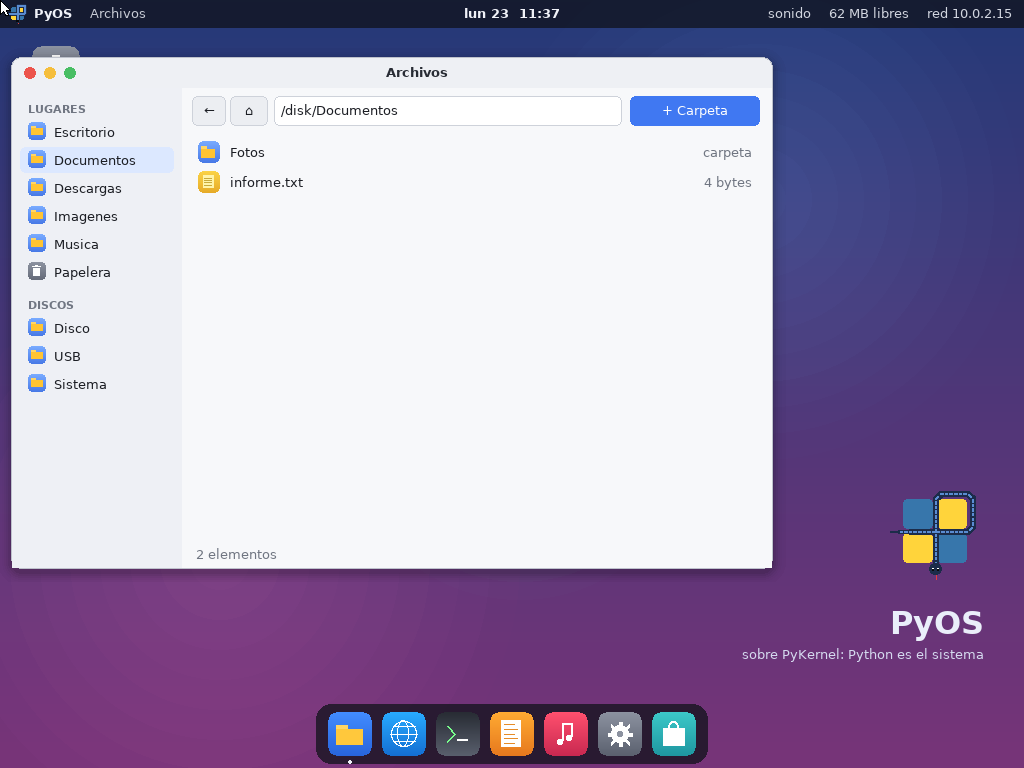 PyOS Archivos lun 23 11:37 sonido 62 MB libres red 10.0.2.15
Archivos
LUGARES
Escritorio
Documentos
Descargas
Imagenes
Musica
Papelera
DISCOS
Disco
USB
Sistema
/disk/Documentos
+ Carpeta
Fotos carpeta
informe.txt 4 bytes
2 elementos
PyOS
sobre PyKernel: Python es el sistema